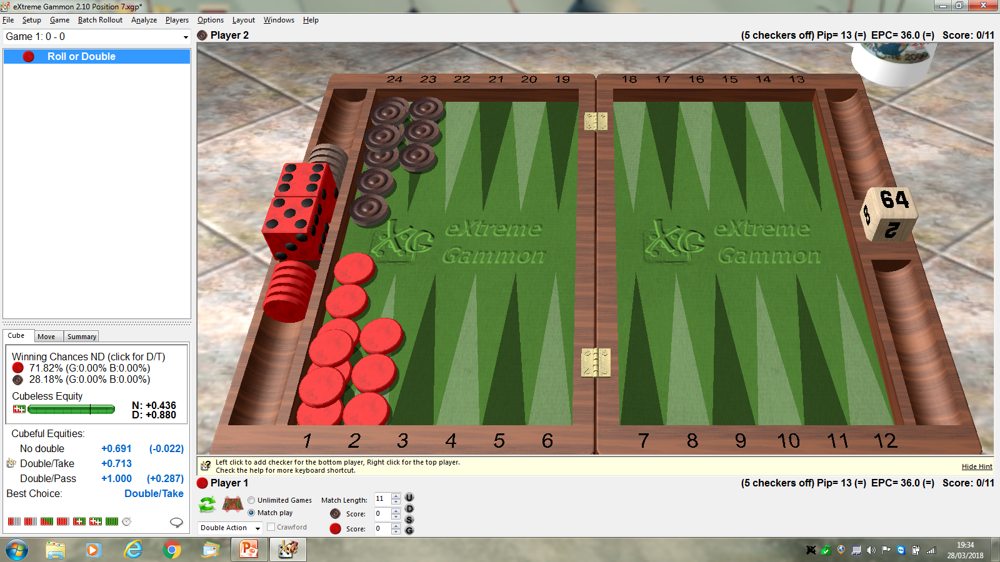 eXtreme Gammon 2.10 Position 7.xgp*
File Setup Game Batch Rollout Analyze Players Options Layout Windows Help
Game 1: 0 - 0
Roll or Double
Player 2
(5 checkers off) Pip= 13 (=) EPC= 36.0 (=) Score: 0/11
24 23 22 21 20 19 18 17 16 15 14 13
64
8
2
eXtreme Gammon
eXtreme Gammon
1 2 3 4 5 6 7 8 9 10 11 12
Cube Move Summary
Winning Chances ND (click for D/T)
71.82% (G:0.00% B:0.00%)
28.18% (G:0.00% B:0.00%)
Cubeless Equity
N: +0.436
D: +0.880
Cubeful Equities:
No double +0.691 (-0.022)
Double/Take +0.713
Double/Pass +1.000 (+0.287)
Best Choice: Double/Take
Left click to add checker for the bottom player, Right click for the top player.
Check the help for more keyboard shortcut.
Hide Hint
Player 1
(5 checkers off) Pip= 13 (=) EPC= 36.0 (=) Score: 0/11
Unlimited Games
Match play
Double Action
Crawford
Match Length: 11
Score: 0
Score: 0
U
D
S
G
19:34
28/03/2018